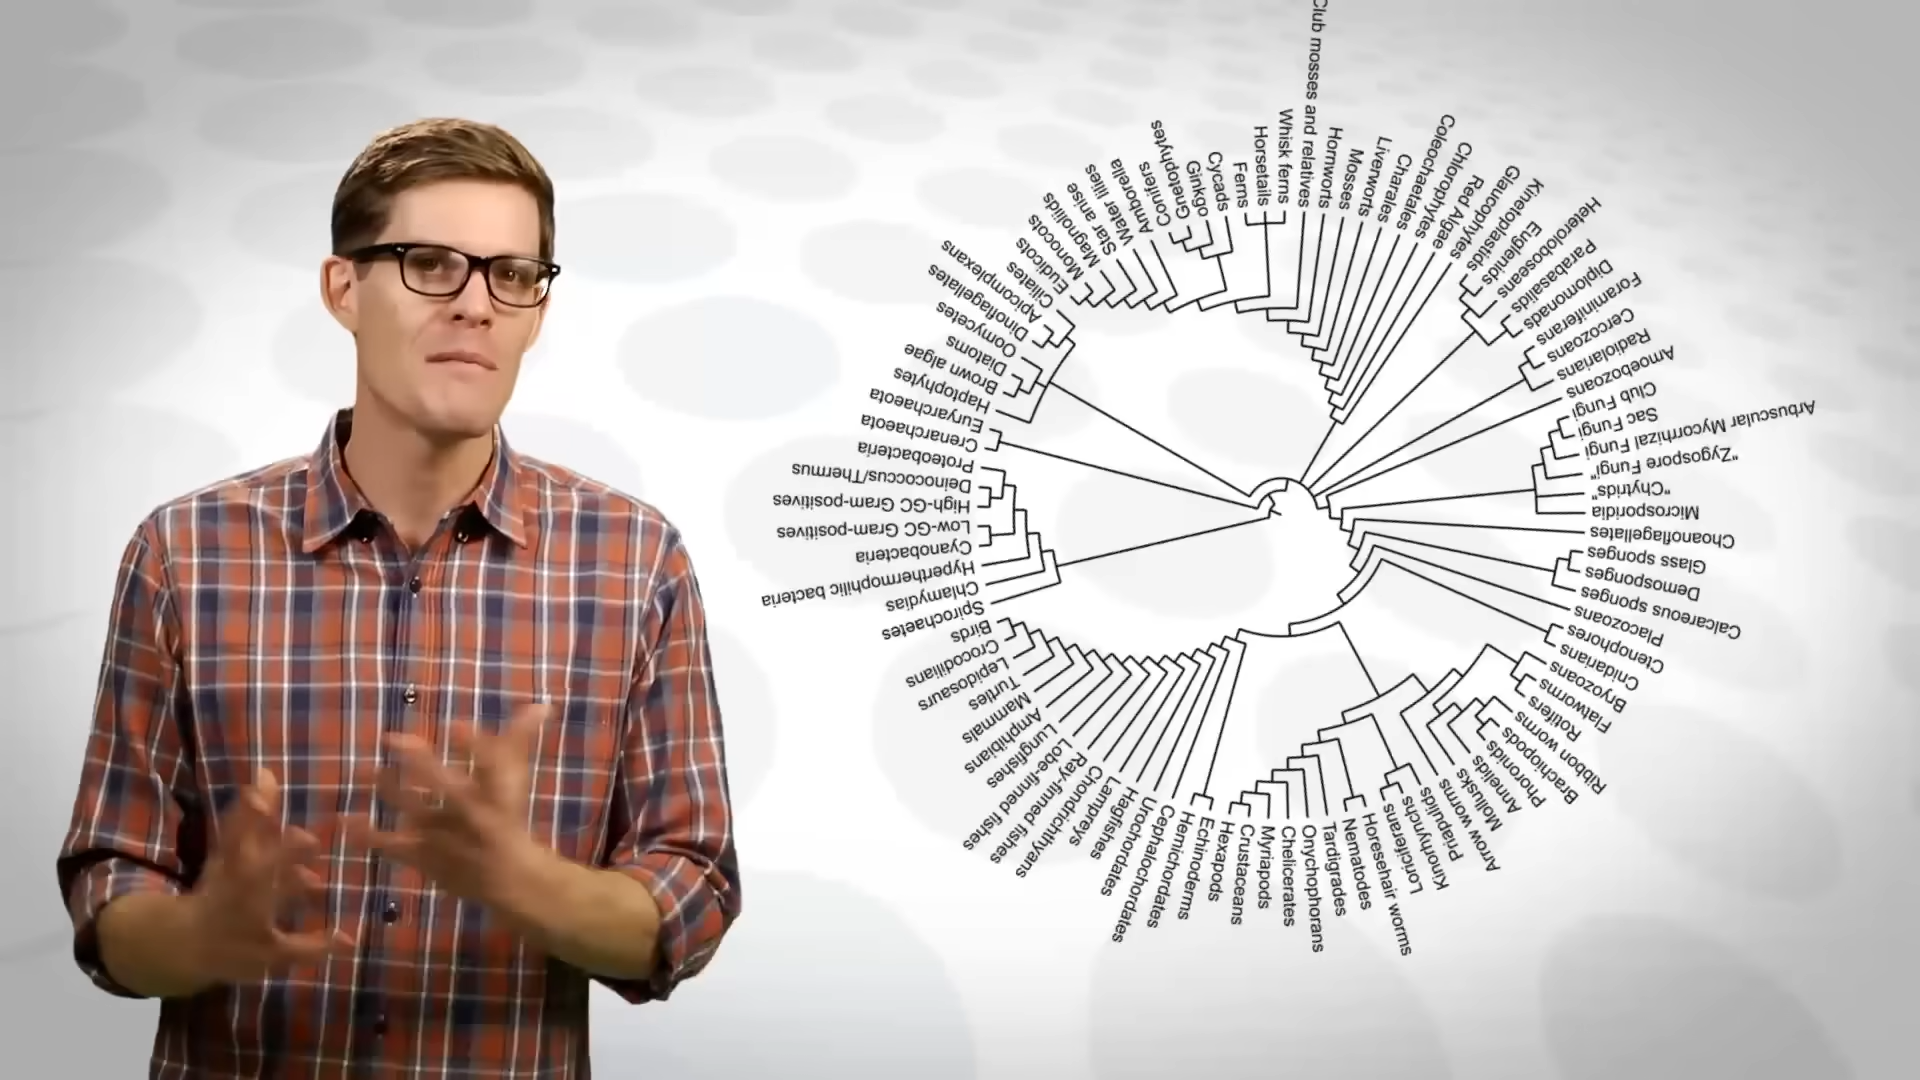 Club mosses and relatives
Hornworts
Mosses
Liverworts
Charales
Coleochaetales
Chlorophytes
Red Algae
Glaucophytes
Kinetoplastids
Euglenids
Heteroloboseans
Parabasalids
Diplomonads
Foraminiferans
Cercozoans
Radiolarians
Amoebozoans
Club Fungi
Sac Fungi
Arbuscular Mycorrhizal Fungi
"Zygospore Fungi"
"Chytrids"
Microsporidia
Choanoflagellates
Glass sponges
Demosponges
Calcareous sponges
Placozoans
Ctenophores
Cnidarians
Bryozoans
Flatworms
Rotifers
Ribbon worms
Brachiopods
Phoronids
Annelids
Mollusks
Arrow worms
Priapulids
Kinorhynchs
Loriciferans
Horesehair worms
Nematodes
Tardigrades
Onychophorans
Chelicerates
Myriapods
Crustaceans
Hexapods
Echinoderms
Hemichordates
Cephalochordates
Urochordates
Hagfishes
Lampreys
Chondrichthyans
Ray-finned fishes
Lobe-finned fishes
Lungfishes
Amphibians
Mammals
Turtles
Lepidosaurs
Crocodilians
Birds
Spirochaetes
Chlamydias
Hyperthermophilic bacteria
Cyanobacteria
Low-GC Gram-positives
High-GC Gram-positives
Deinococcus/Thermus
Proteobacteria
Crenarchaeota
Euryarchaeota
Haptophytes
Brown algae
Diatoms
Oomycetes
Dinoflagellates
Apicomplexans
Ciliates
Eudicots
Monocots
Magnoliids
Star anise
Water lilies
Amborella
Conifers
Gnetophytes
Ginkgo
Cycads
Ferns
Horsetails
Whisk ferns